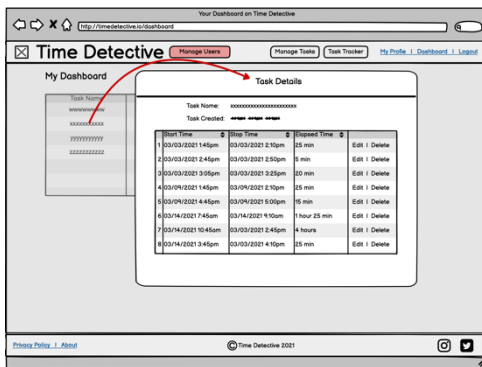 Your Dashboard on Time Detective
http://timedetective.io/dashboard
Time Detective Manage Users Manage Tasks Task Tracker My Profile | Dashboard | Logout
My Dashboard
Task Name
wwwwwwwww
xxxxxxxxxxx
yyyyyyyyyyy
zzzzzzzzzzz
Task Details
Task Name: xxxxxxxxxxxxxxxxxxxxxxx
Task Created:
Start Time Stop Time Elapsed Time
1 03/03/2021 1:45pm 03/03/2021 2:10pm 25 min Edit | Delete
2 03/03/2021 2:45pm 03/03/2021 2:50pm 5 min Edit | Delete
3 03/03/2021 3:05pm 03/03/2021 3:25pm 20 min Edit | Delete
4 03/09/2021 1:45pm 03/09/2021 2:10pm 25 min Edit | Delete
5 03/09/2021 4:45pm 03/09/2021 5:00pm 15 min Edit | Delete
6 03/14/2021 7:45am 03/14/2021 9:10am 1 hour 25 min Edit | Delete
7 03/14/2021 10:45am 03/03/2021 2:45pm 4 hours Edit | Delete
8 03/14/2021 3:45pm 03/03/2021 4:10pm 25 min Edit | Delete
Privacy Policy | About © Time Detective 2021